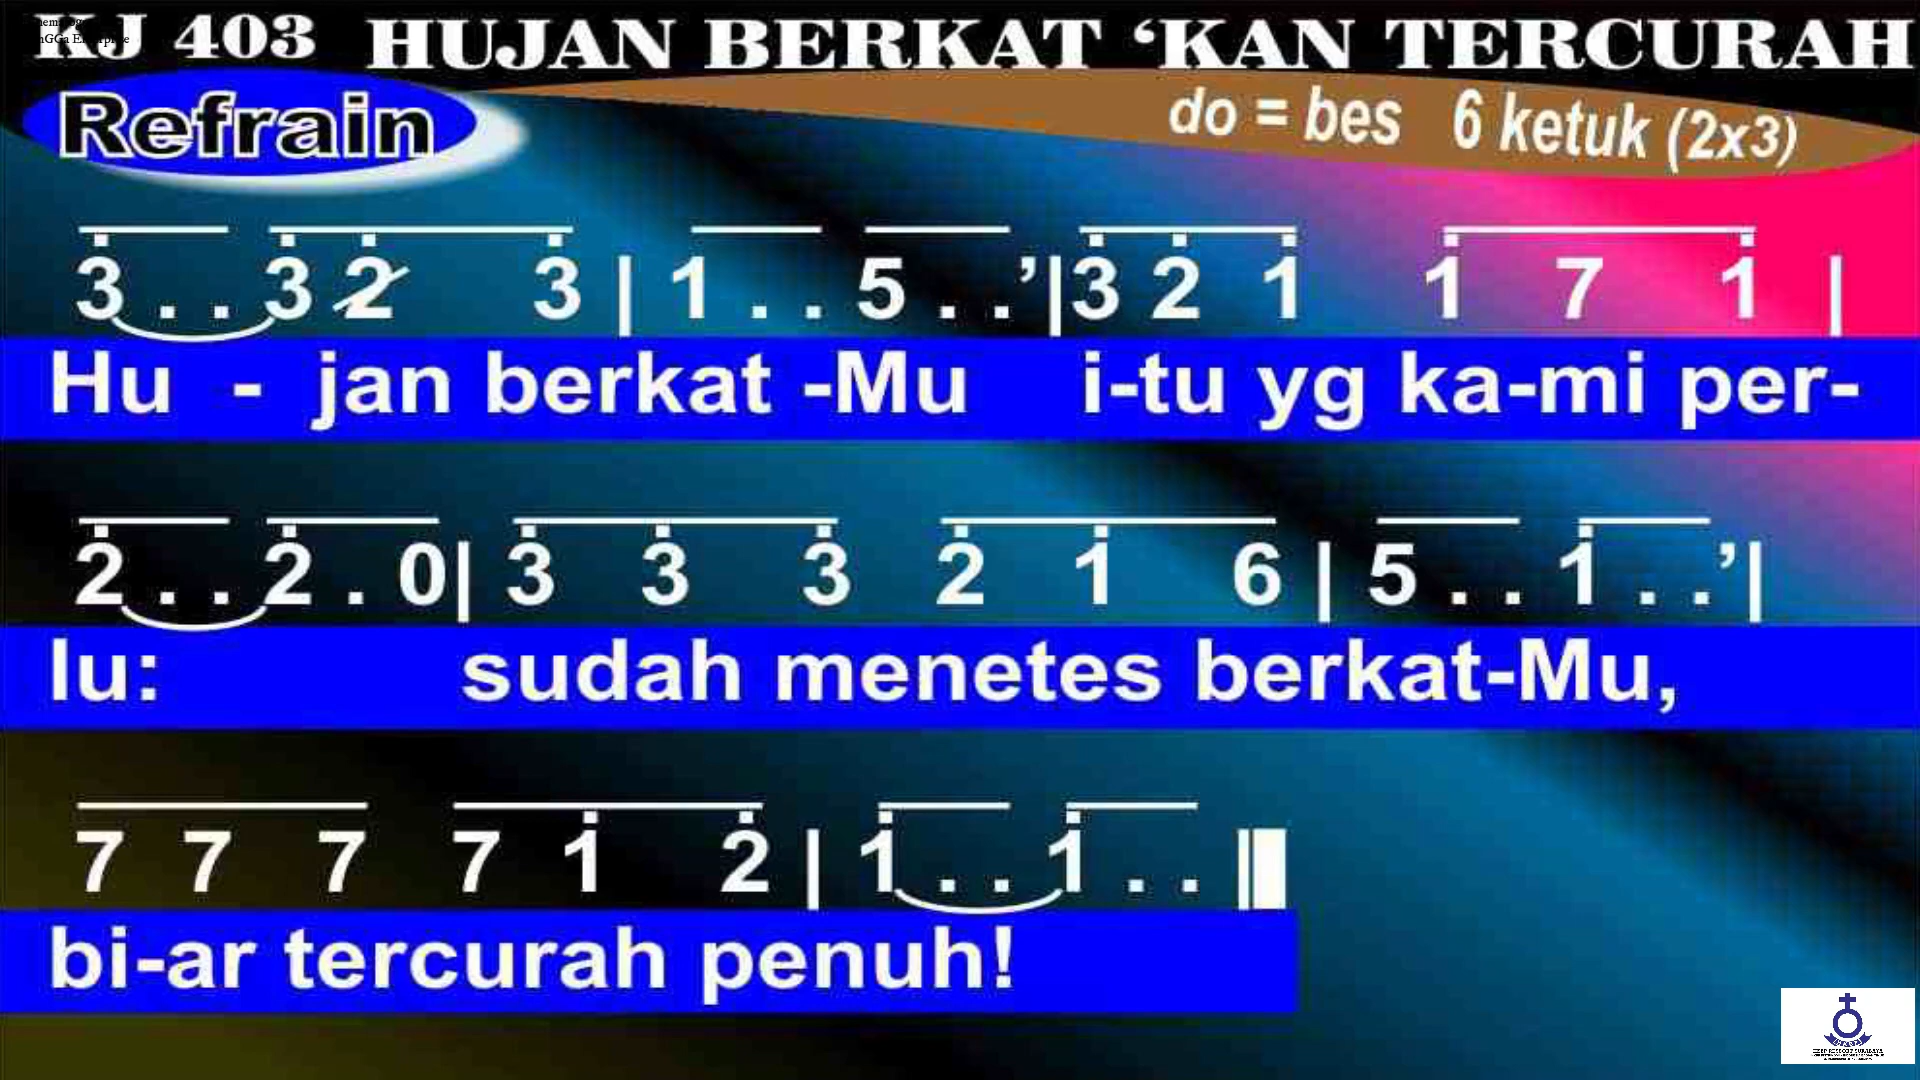 KJ 403 HUJAN BERKAT ‘KAN TERCURAH
Refrain
do = bes 6 ketuk (2x3)
3̇ . . 3̇ 2̷̇ 3̇ | 1 . . 5 . .’| 3̇ 2̇ 1̇ 1̇ 7 1̇ |
Hu - jan berkat -Mu i-tu yg ka-mi per-
2̇ . . 2̇ . 0 | 3̇ 3̇ 3̇ 2̇ 1̇ 6 | 5 . . 1̇ . .’|
lu: sudah menetes berkat-Mu,
7 7 7 7 1̇ 2̇ | 1̇ . . 1̇ . . ||
bi-ar tercurah penuh!